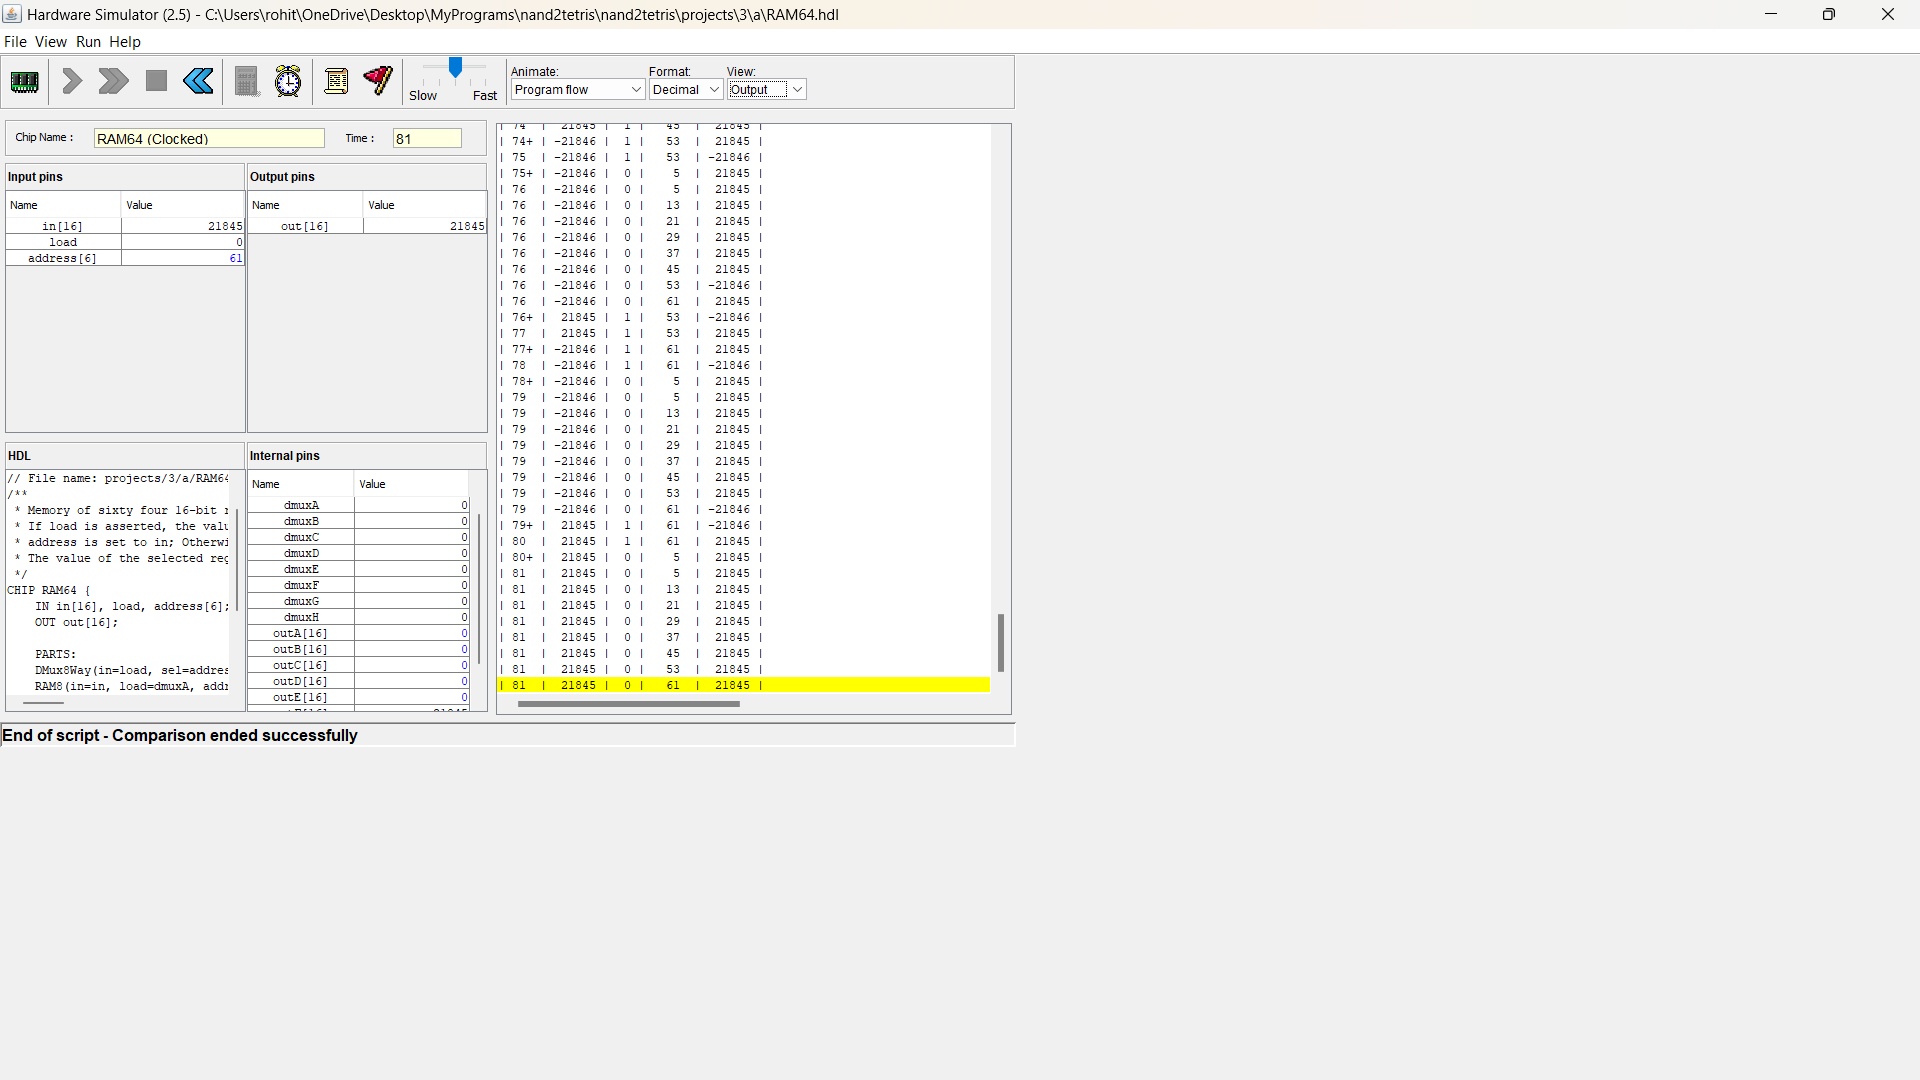 Hardware Simulator (2.5) - C:\Users\rohit\OneDrive\Desktop\MyPrograms\nand2tetris\nand2tetris\projects\3\a\RAM64.hdl
File View Run Help
Slow Fast
Animate: Format: View:
Program flow Decimal Output
Chip Name : RAM64 (Clocked) Time : 81
Input pins
Name Value
in[16] 21845
load 0
address[6] 61
Output pins
Name Value
out[16] 21845
HDL
// File name: projects/3/a/RAM64
/**
* Memory of sixty four 16-bit
* If load is asserted, the valu
* address is set to in; Otherwi
* The value of the selected reg
*/
CHIP RAM64 {
IN in[16], load, address[6];
OUT out[16];
PARTS:
DMux8Way(in=load, sel=addres
RAM8(in=in, load=dmuxA, addr
Internal pins
Name Value
dmuxA 0
dmuxB 0
dmuxC 0
dmuxD 0
dmuxE 0
dmuxF 0
dmuxG 0
dmuxH 0
outA[16] 0
outB[16] 0
outC[16] 0
outD[16] 0
outE[16] 0
| 74 | 21845 | 1 | 45 | 21845 |
| 74+ | -21846 | 1 | 53 | 21845 |
| 75 | -21846 | 1 | 53 | -21846 |
| 75+ | -21846 | 0 | 5 | 21845 |
| 76 | -21846 | 0 | 5 | 21845 |
| 76 | -21846 | 0 | 13 | 21845 |
| 76 | -21846 | 0 | 21 | 21845 |
| 76 | -21846 | 0 | 29 | 21845 |
| 76 | -21846 | 0 | 37 | 21845 |
| 76 | -21846 | 0 | 45 | 21845 |
| 76 | -21846 | 0 | 53 | -21846 |
| 76 | -21846 | 0 | 61 | 21845 |
| 76+ | 21845 | 1 | 53 | -21846 |
| 77 | 21845 | 1 | 53 | 21845 |
| 77+ | -21846 | 1 | 61 | 21845 |
| 78 | -21846 | 1 | 61 | -21846 |
| 78+ | -21846 | 0 | 5 | 21845 |
| 79 | -21846 | 0 | 5 | 21845 |
| 79 | -21846 | 0 | 13 | 21845 |
| 79 | -21846 | 0 | 21 | 21845 |
| 79 | -21846 | 0 | 29 | 21845 |
| 79 | -21846 | 0 | 37 | 21845 |
| 79 | -21846 | 0 | 45 | 21845 |
| 79 | -21846 | 0 | 53 | 21845 |
| 79 | -21846 | 0 | 61 | -21846 |
| 79+ | 21845 | 1 | 61 | -21846 |
| 80 | 21845 | 1 | 61 | 21845 |
| 80+ | 21845 | 0 | 5 | 21845 |
| 81 | 21845 | 0 | 5 | 21845 |
| 81 | 21845 | 0 | 13 | 21845 |
| 81 | 21845 | 0 | 21 | 21845 |
| 81 | 21845 | 0 | 29 | 21845 |
| 81 | 21845 | 0 | 37 | 21845 |
| 81 | 21845 | 0 | 45 | 21845 |
| 81 | 21845 | 0 | 53 | 21845 |
| 81 | 21845 | 0 | 61 | 21845 |
End of script - Comparison ended successfully